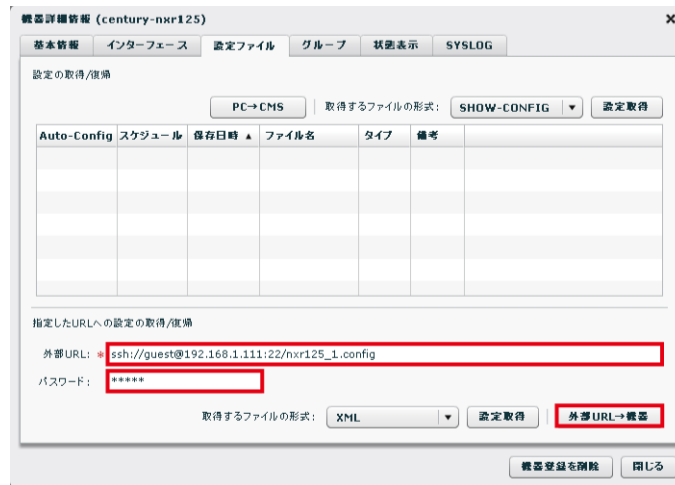 機器詳細情報 (century-nxr125)
基本情報 インターフェース 設定ファイル グループ 状態表示 SYSLOG
設定の取得/復帰
PC→CMS 取得するファイルの形式: SHOW-CONFIG ▼ 設定取得
Auto-Config スケジュール 保存日時 ▲ ファイル名 タイプ 備考
指定したURLへの設定の取得/復帰
外部URL: * ssh://guest@192.168.1.111:22/nxr125_1.config
パスワード: *****
取得するファイルの形式: XML ▼ 設定取得 外部URL→機器
機器登録を削除 閉じる